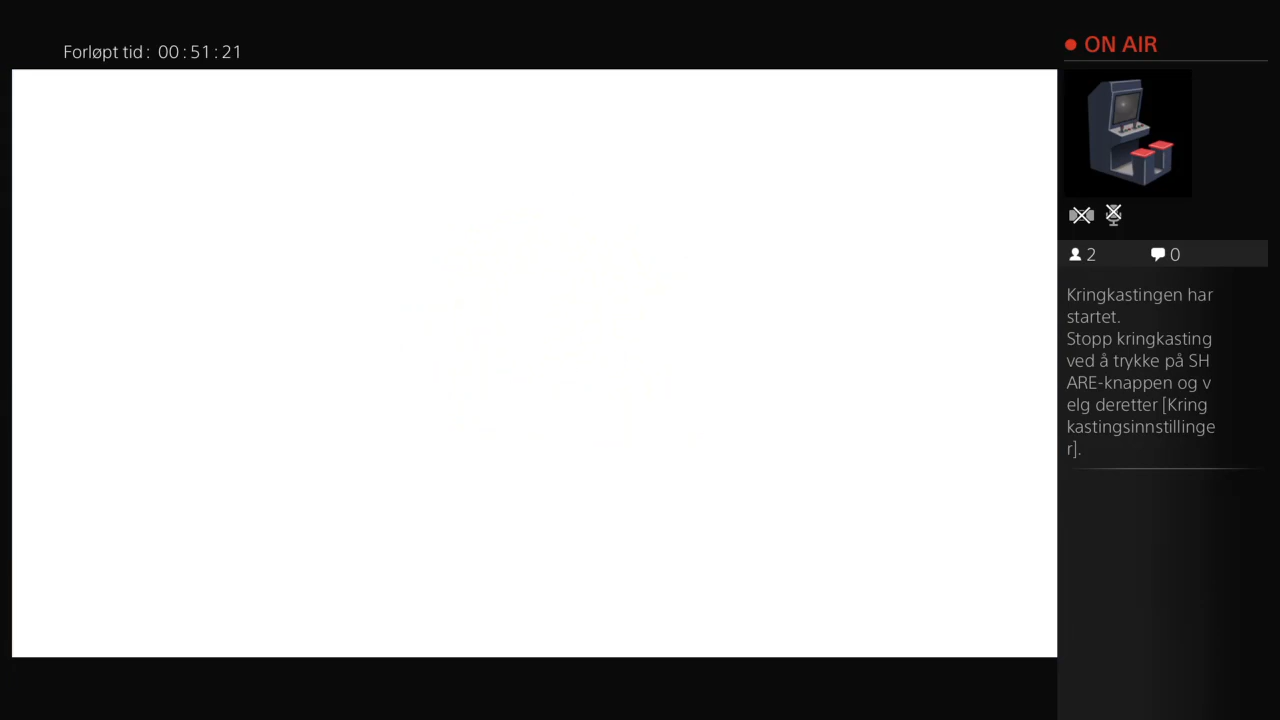 Forløpt tid: 00:51:21
ON AIR
2 0
Kringkastingen har
startet.
Stopp kringkasting
ved å trykke på SH
ARE-knappen og v
elg deretter [Kring
kastingsinnstillinge
r].